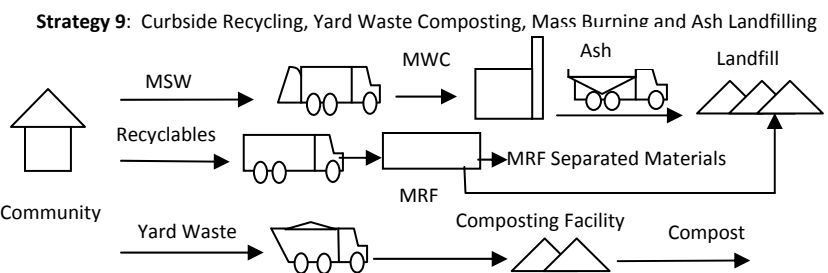 Strategy 9: Curbside Recycling, Yard Waste Composting, Mass Burning and Ash Landfilling
MSW
MWC
Ash
Landfill
Recyclables
MRF Separated Materials
MRF
Community
Yard Waste
Composting Facility
Compost